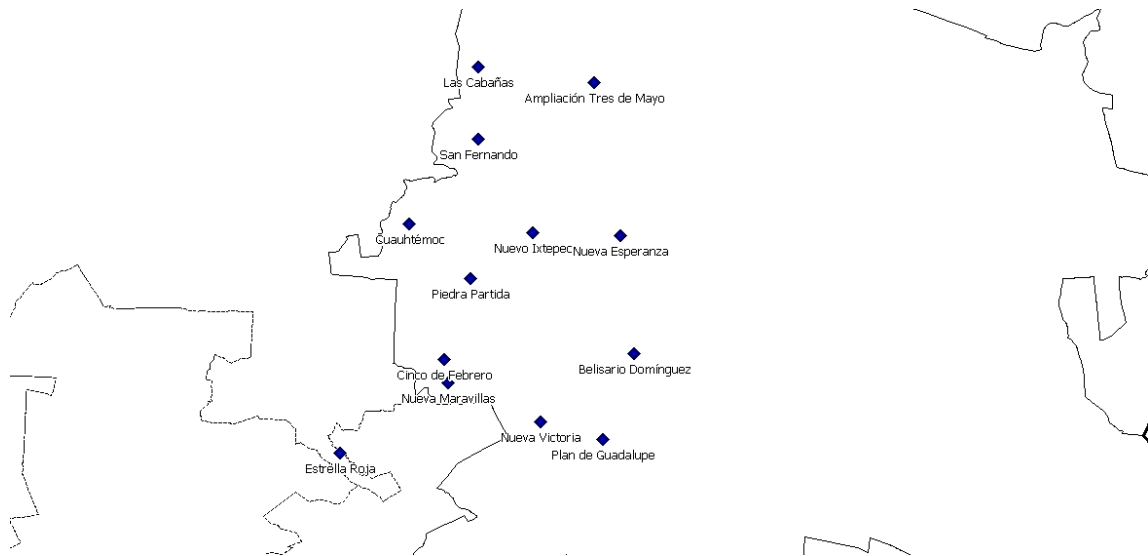 Las Cabañas
Ampliación Tres de Mayo
San Fernando
Cuauhtémoc
Nuevo Ixtepec
Nueva Esperanza
Piedra Partida
Cinco de Febrero
Belisario Domínguez
Nueva Maravillas
Nueva Victoria
Plan de Guadalupe
Estrella Roja